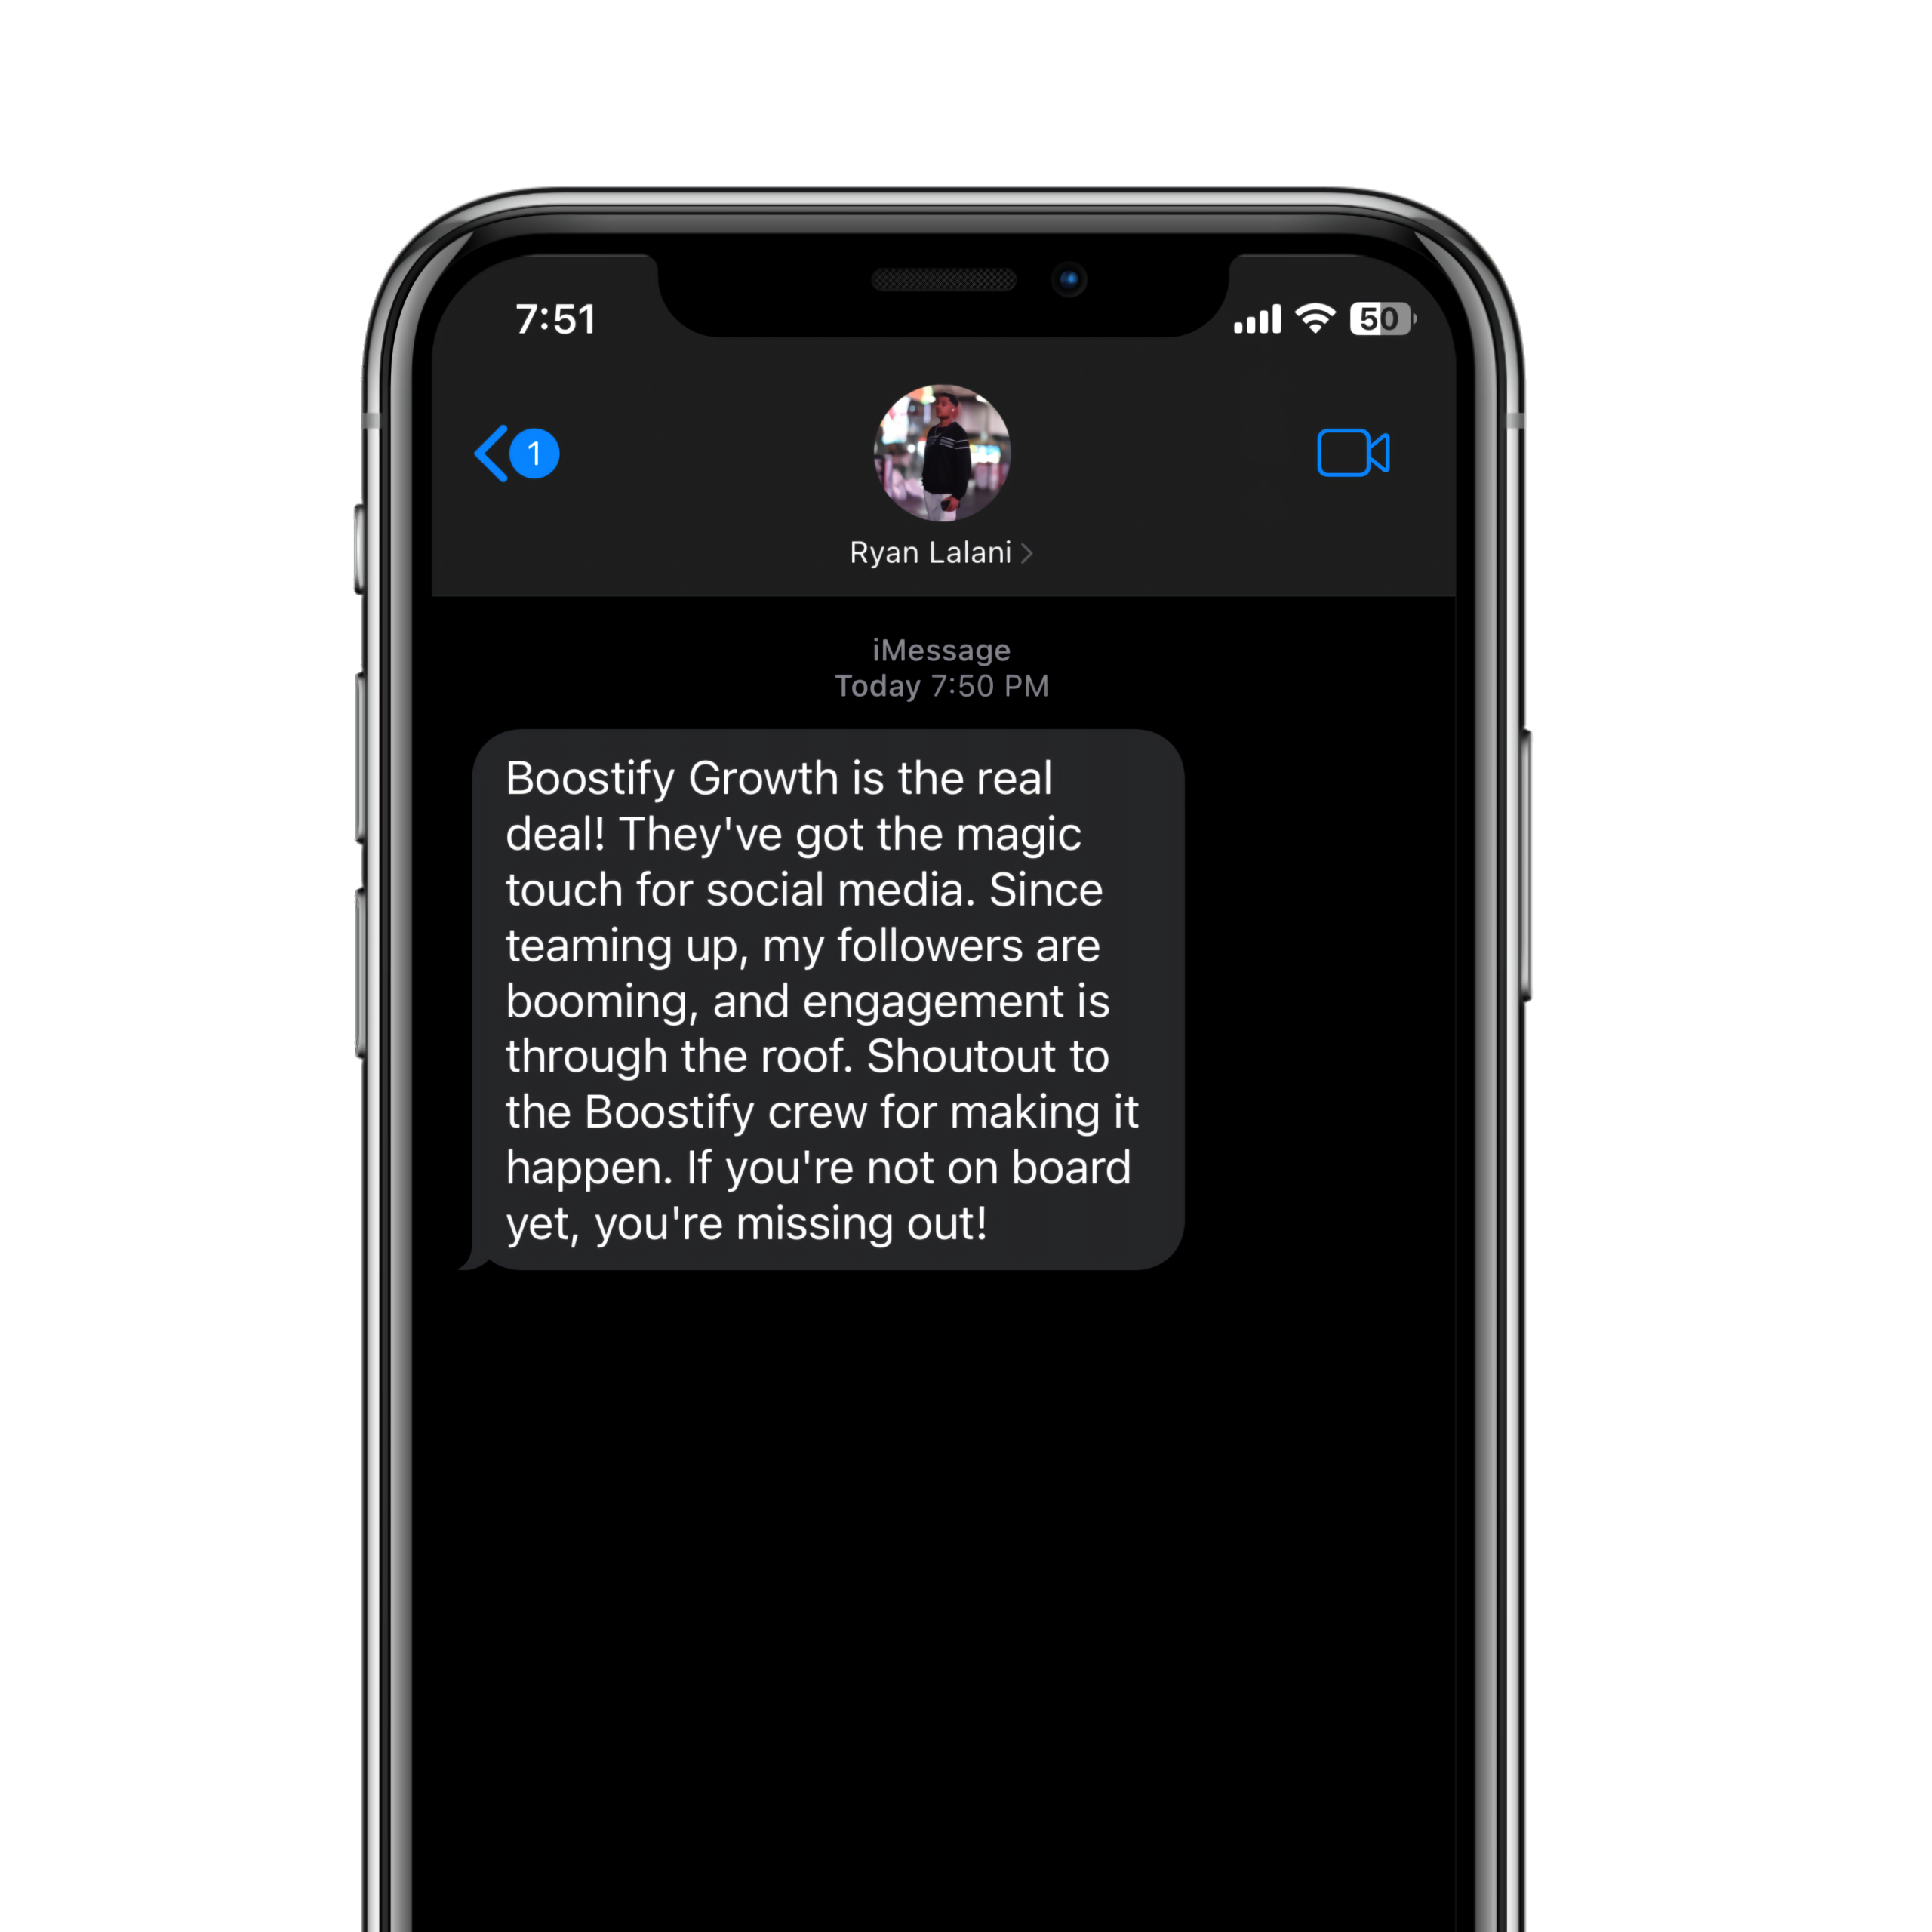 7:51
50
1
Ryan Lalani
iMessage
Today 7:50 PM
Boostify Growth is the real
deal! They've got the magic
touch for social media. Since
teaming up, my followers are
booming, and engagement is
through the roof. Shoutout to
the Boostify crew for making it
happen. If you're not on board
yet, you're missing out!